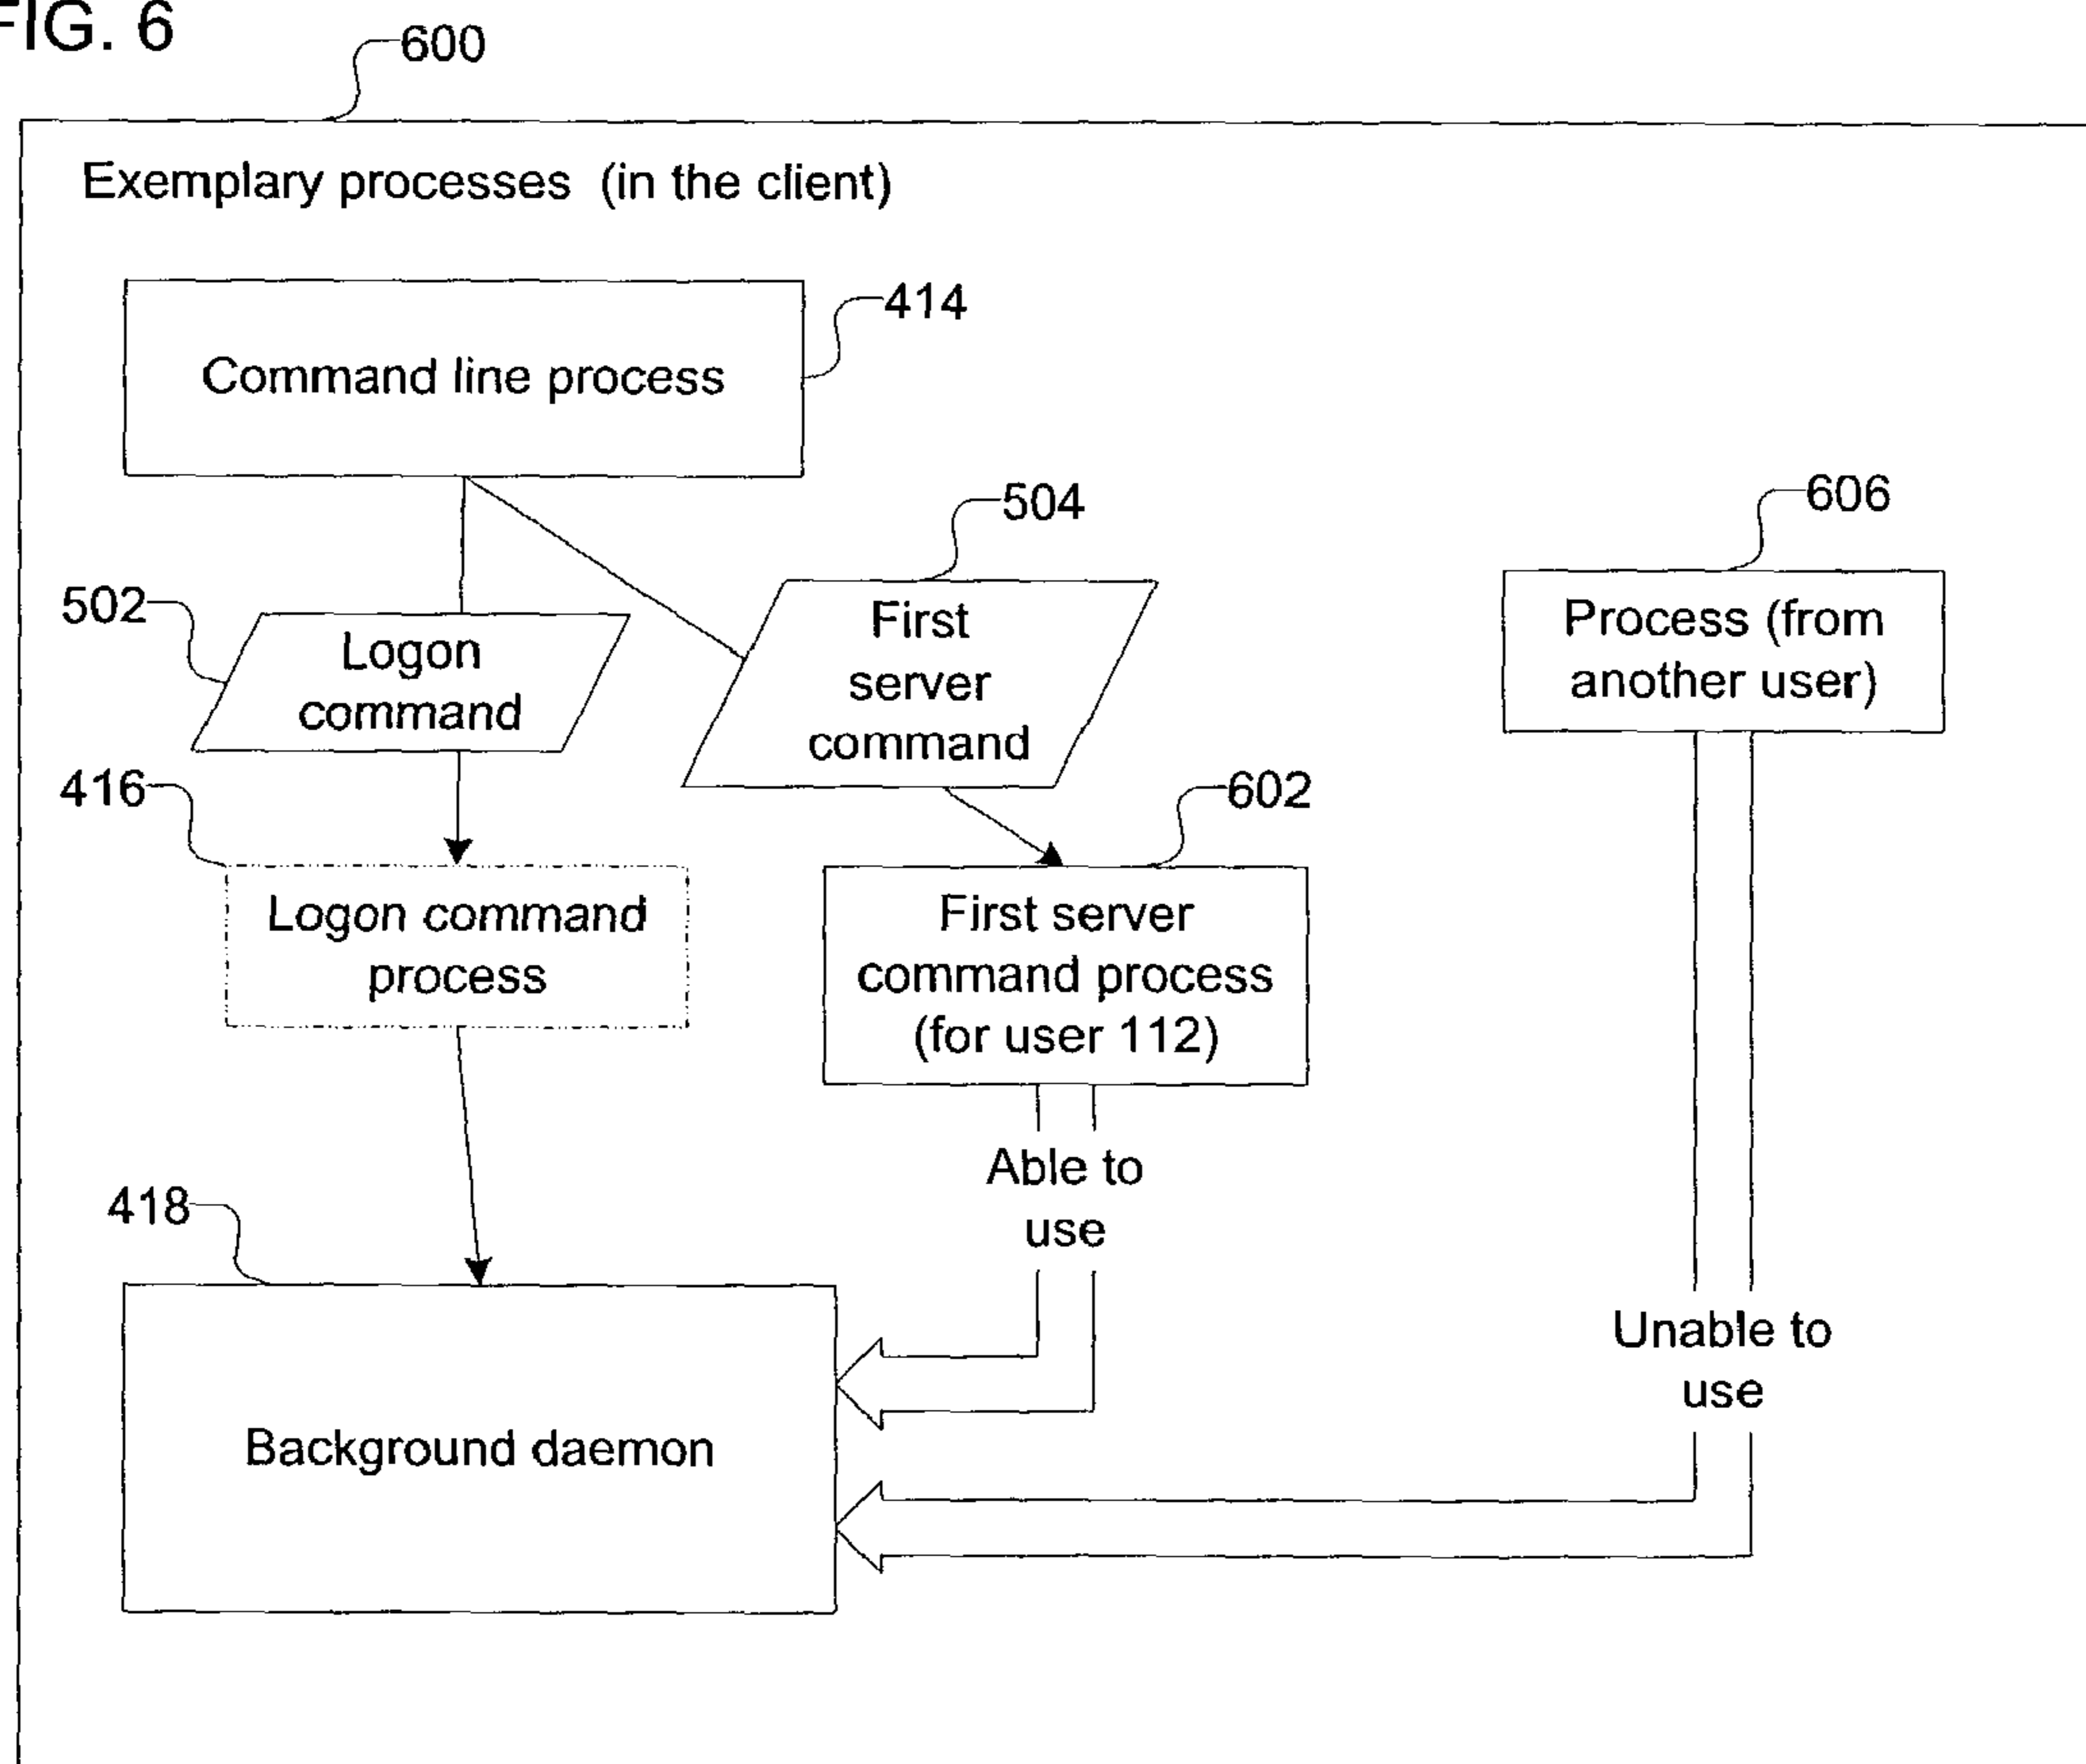 FIG. 6
600
Exemplary processes (in the client)
414
Command line process
504
606
502
Logon
command
First
server
command
Process (from
another user)
416
602
Logon command
process
First server
command process
(for user 112)
Able to
use
418
Unable to
use
Background daemon